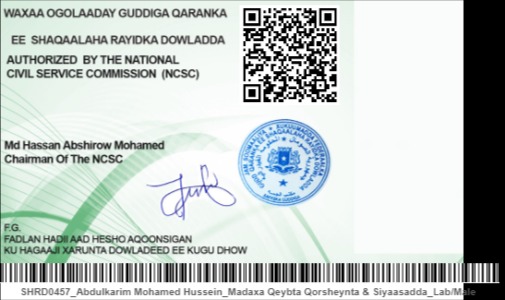 WAXAA OGOLAADAY GUDDIGA QARANKA
EE SHAQAALAHA RAYIDKA DOWLADDA
AUTHORIZED BY THE NATIONAL
CIVIL SERVICE COMMISSION (NCSC)
Md Hassan Abshirow Mohamed
Chairman Of The NCSC
F.G.
FADLAN HADII AAD HESHO AQOONSIGAN
KU HAGAAJI XARUNTA DOWLADEED EE KUGU DHOW
SHRD0457_Abdulkarim Mohamed Hussein_Madaxa Qeybta Qorsheynta & Siyaasadda_Lab/Male